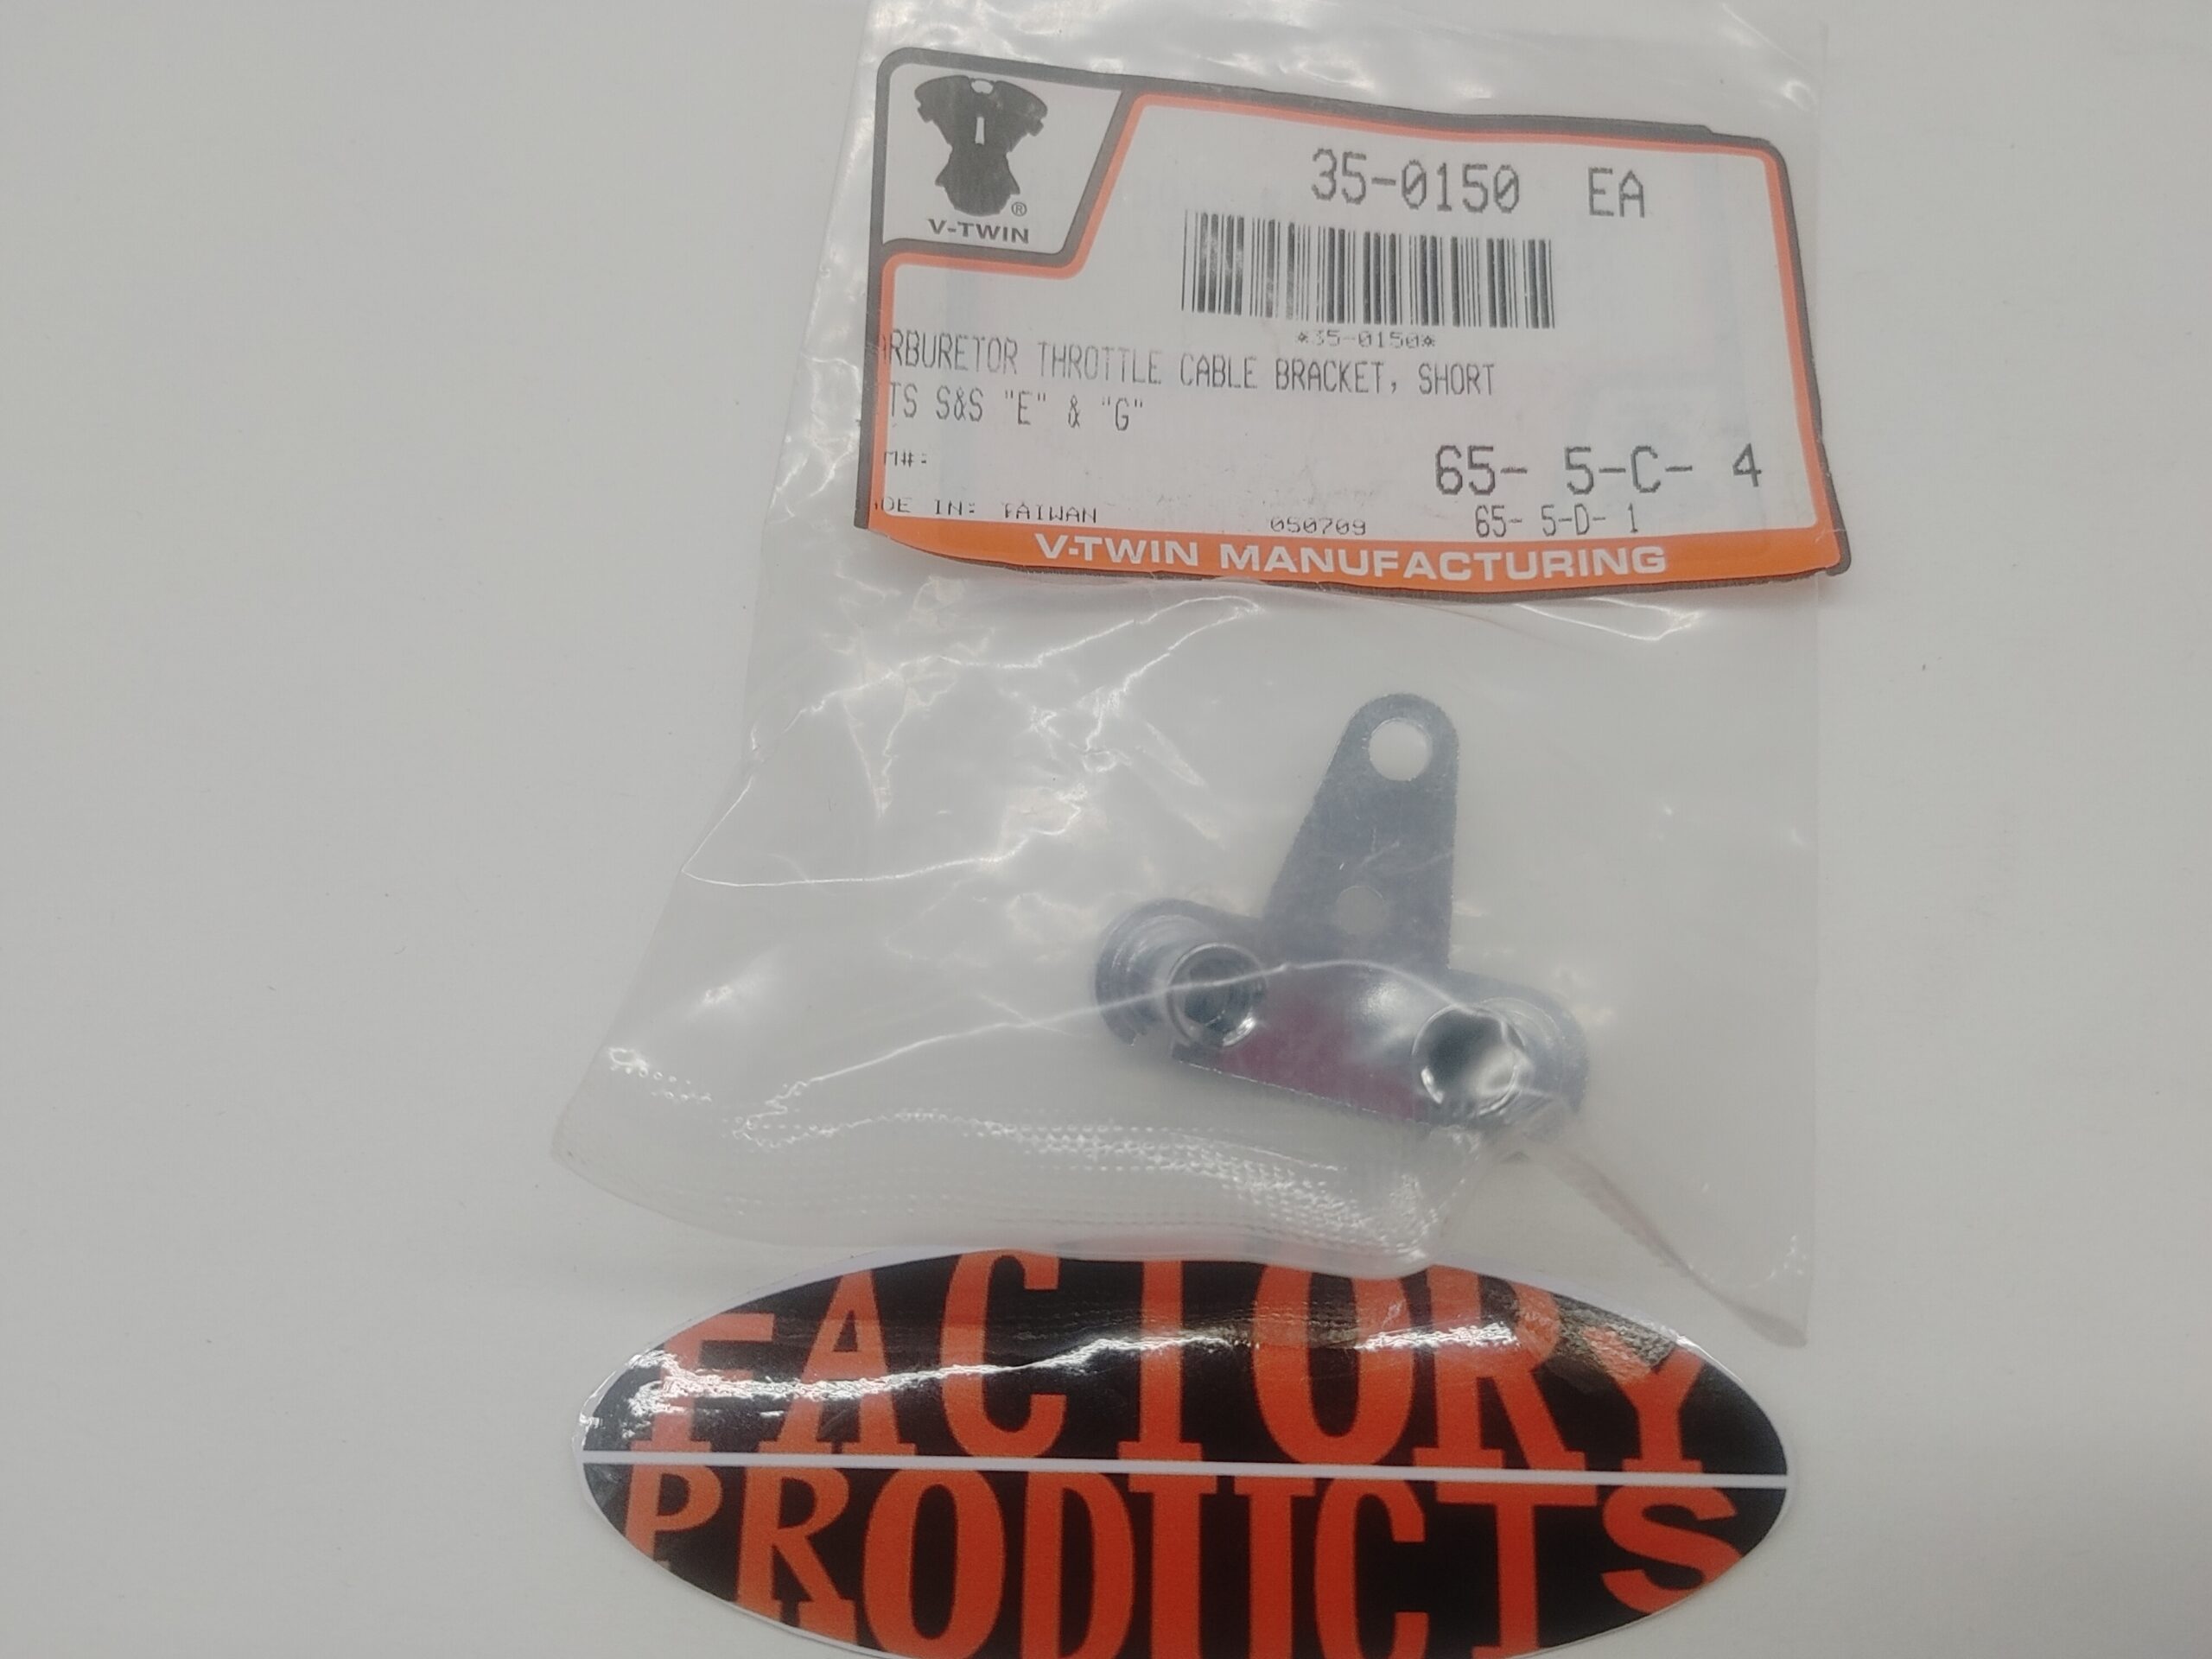 35-0150 EA
®
V-TWIN
*35-0150*
ARBURETOR THROTTLE CABLE BRACKET, SHORT
TS S&S "E" & "G"
M#:
65- 5-C- 4
DE IN: TAIWAN 050709 65- 5-D- 1
V-TWIN MANUFACTURING
FACTORY
PRODUCTS